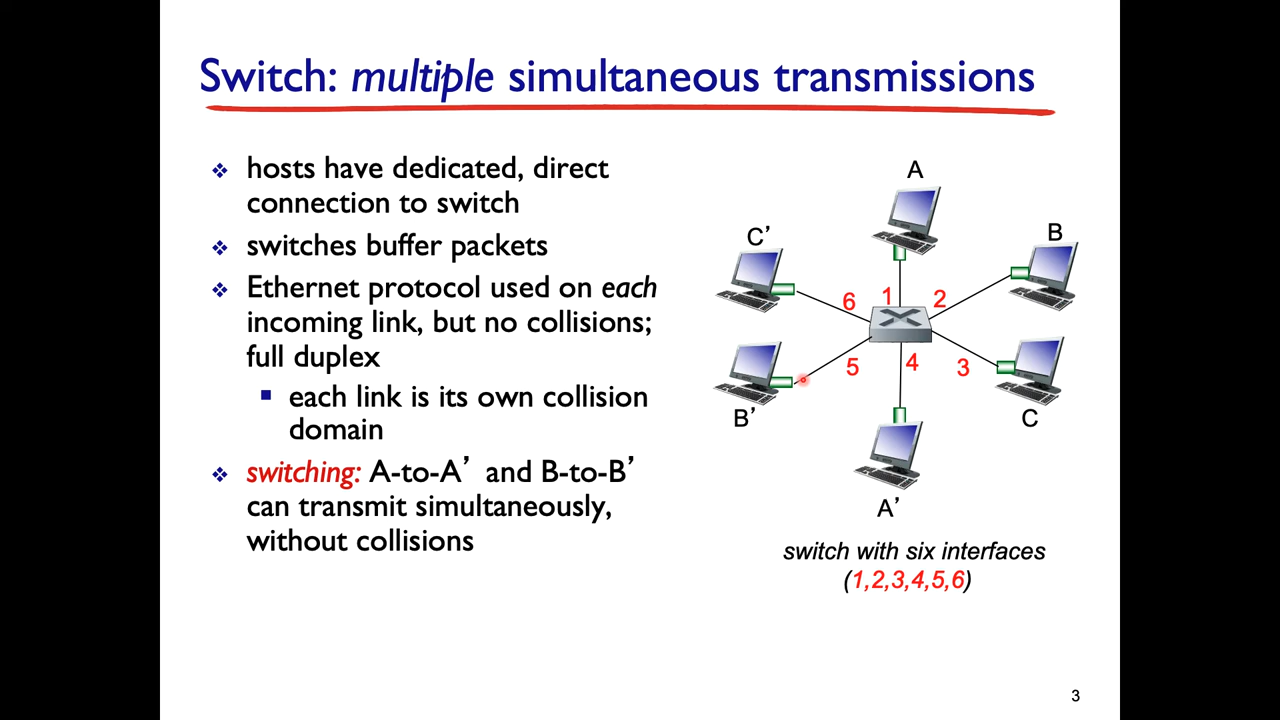 Switch: multiple simultaneous transmissions
❖ hosts have dedicated, direct
connection to switch
❖ switches buffer packets
❖ Ethernet protocol used on each
incoming link, but no collisions;
full duplex
▪ each link is its own collision
domain
❖ switching: A-to-A’ and B-to-B’
can transmit simultaneously,
without collisions
A
C’
B
6
1
2
5
4
3
B’
C
A’
switch with six interfaces
(1,2,3,4,5,6)
3